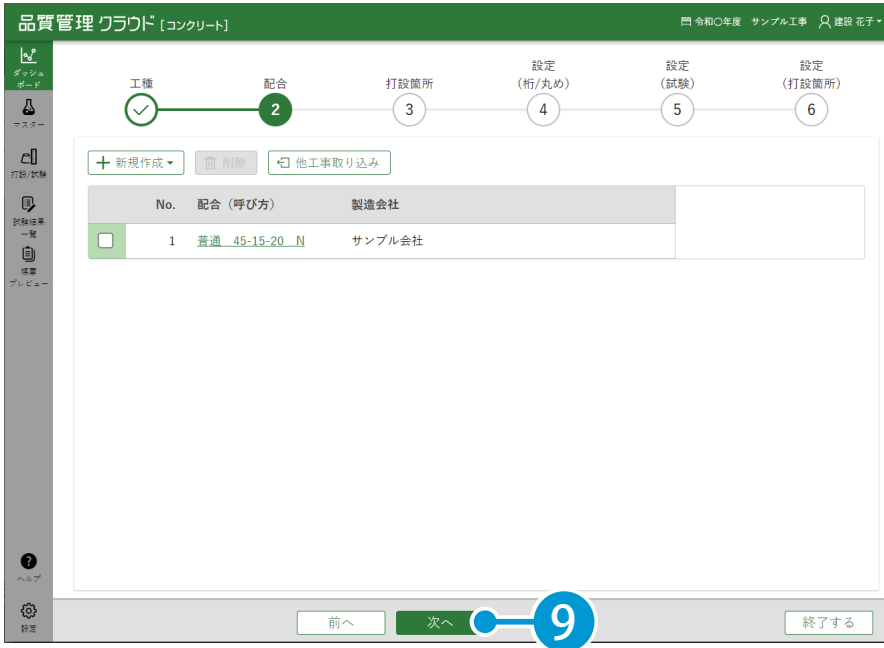 品質管理 クラウド [コンクリート]
令和〇年度 サンプル工事 建設 花子
ダッシュ
ボード
マスター
打設/試験
試験結果
一覧
帳票
プレビュー
ヘルプ
設定
工種
配合
打設箇所
設定
(桁/丸め)
設定
(試験)
設定
(打設箇所)
2
3
4
5
6
新規作成
削除
他工事取り込み
No. 配合（呼び方） 製造会社
1 普通 45-15-20 N サンプル会社
前へ
次へ
9
終了する